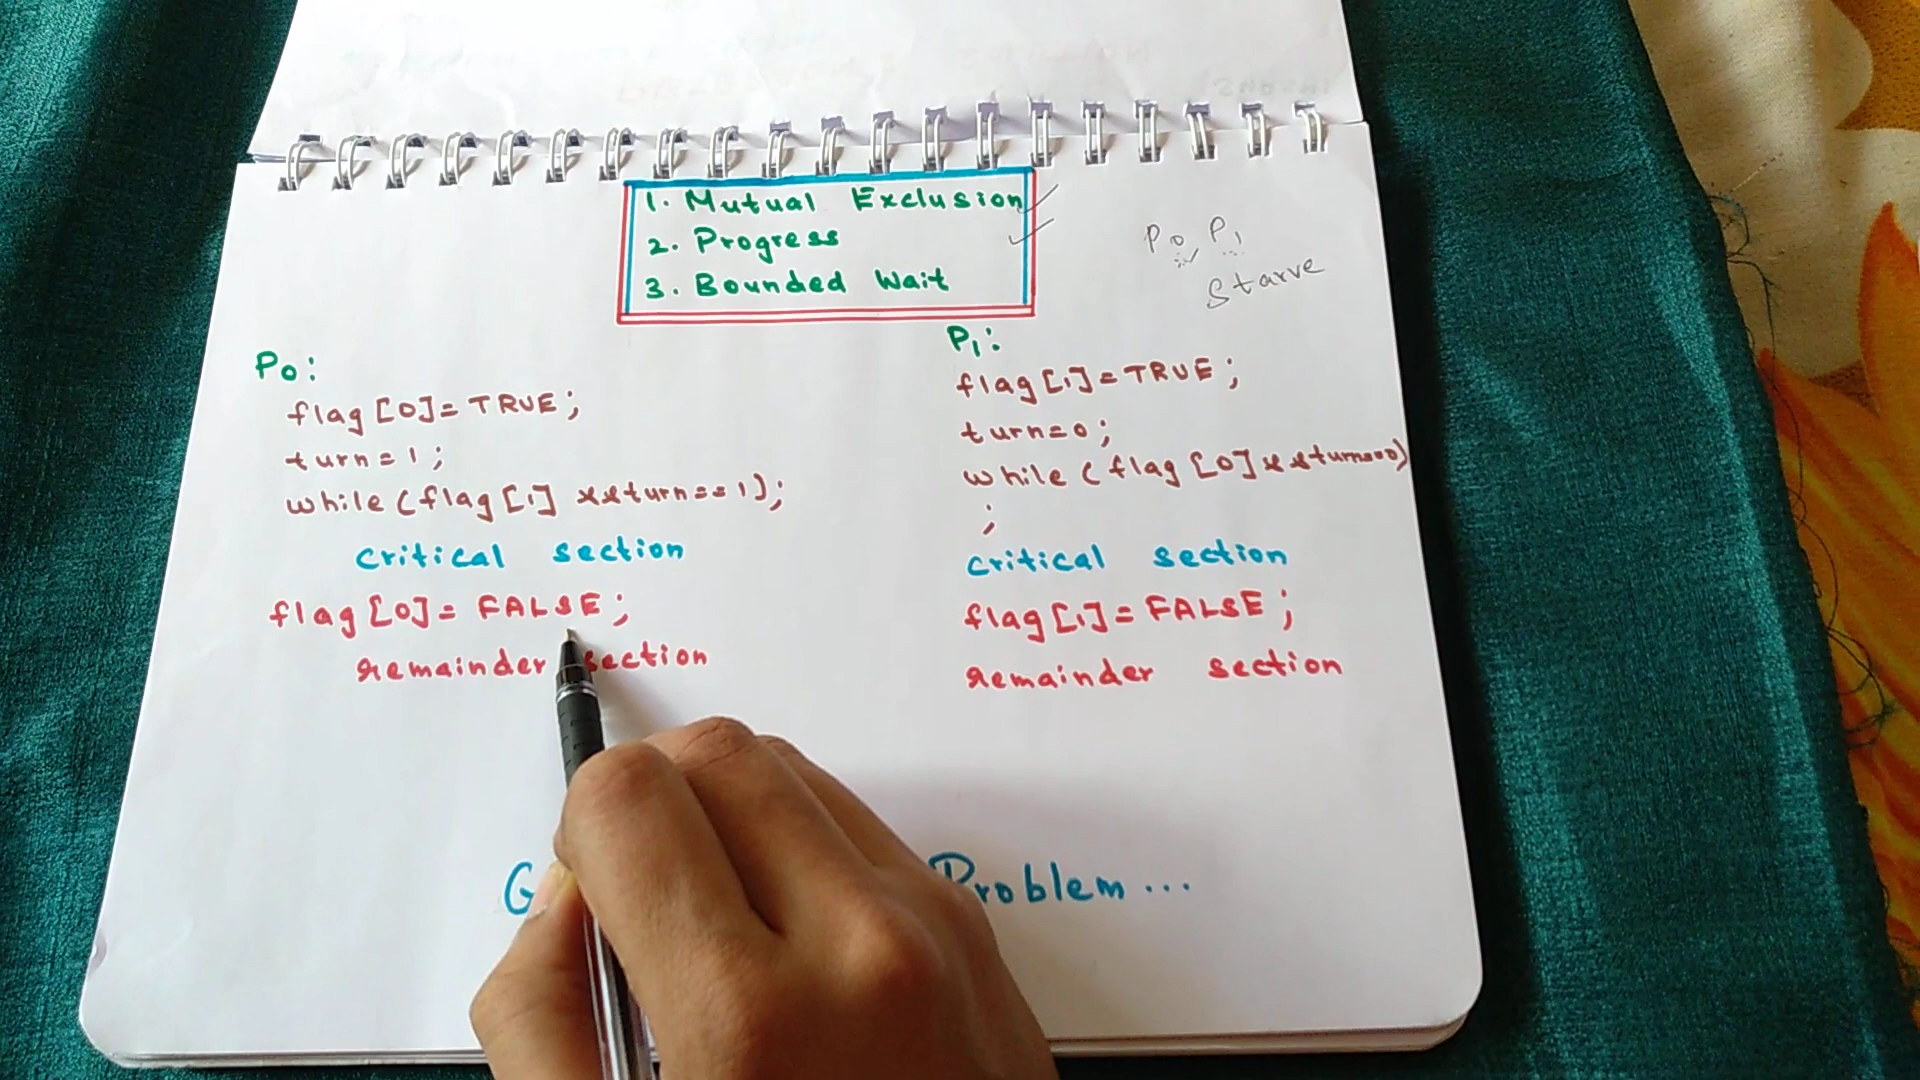 1. Mutual Exclusion
2. Progress
3. Bounded Wait
P0, P1
Starve
P0:
flag [0]= TRUE;
turn=1;
while (flag [1] &&turn==1);
critical section
flag [0]= FALSE;
remainder section
P1:
flag [1]=TRUE;
turn=0;
while (flag [0]&&turn==0)
;
critical section
flag [1]=FALSE;
remainder section
Problem...